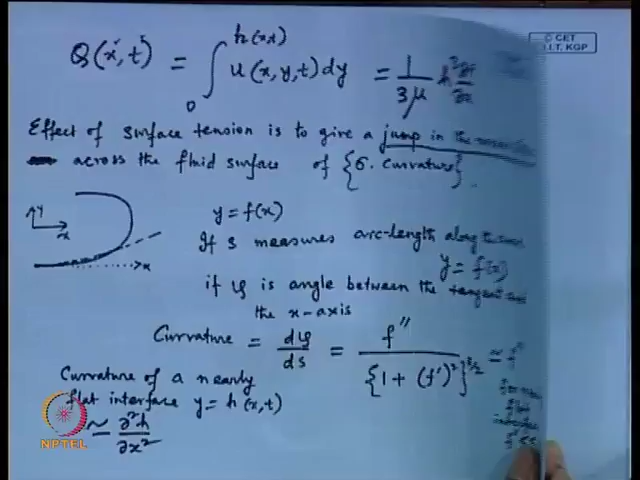 © CET
I.I.T. KGP
Q(x,t) = ∫₀^h(x,t) u(x,y,t)dy = 1/3μ
Effect of surface tension is to give a jump in the
across the fluid surface of {σ. Curvature}.
y
x
x
y = f(x)
If s measures arc-length along the
y = f(x)
if φ is angle between the tangent and
the x-axis
Curvature = dφ/ds = f″/{1 + (f′)²}^3/2 ≈ f″
Curvature of a nearly
flat interface y = h(x,t)
≃ ∂²h/∂x²
NPTEL